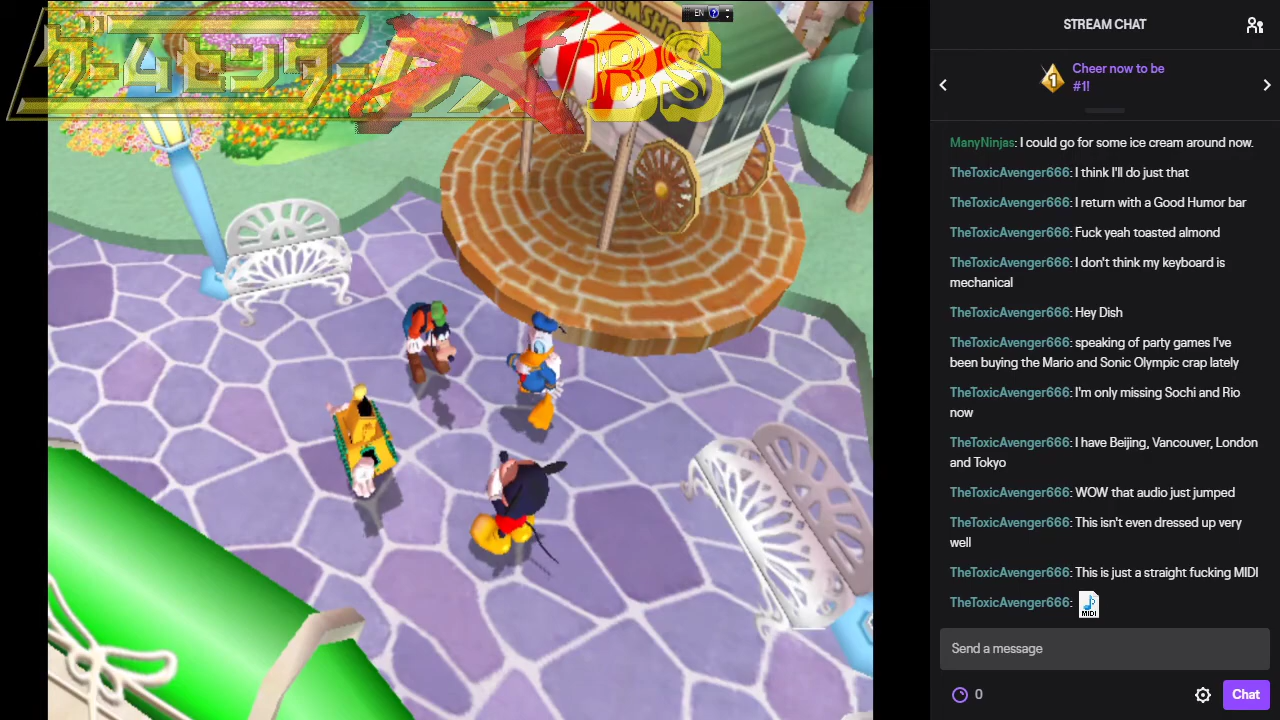 ゲームセンターX BS
EN
ITEM SHOP
STREAM CHAT
1
Cheer now to be
#1!
ManyNinjas: I could go for some ice cream around now.
TheToxicAvenger666: I think I'll do just that
TheToxicAvenger666: I return with a Good Humor bar
TheToxicAvenger666: Fuck yeah toasted almond
TheToxicAvenger666: I don't think my keyboard is
mechanical
TheToxicAvenger666: Hey Dish
TheToxicAvenger666: speaking of party games I've
been buying the Mario and Sonic Olympic crap lately
TheToxicAvenger666: I'm only missing Sochi and Rio
now
TheToxicAvenger666: I have Beijing, Vancouver, London
and Tokyo
TheToxicAvenger666: WOW that audio just jumped
TheToxicAvenger666: This isn't even dressed up very
well
TheToxicAvenger666: This is just a straight fucking MIDI
TheToxicAvenger666: MIDI
Send a message
0
Chat